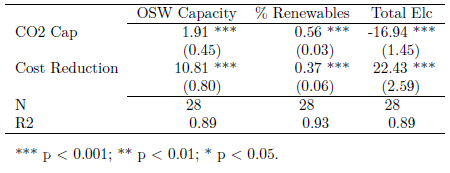 OSW Capacity % Renewables Total Elc
CO2 Cap 1.91 *** 0.56 *** -16.94 ***
(0.45) (0.03) (1.45)
Cost Reduction 10.81 *** 0.37 *** 22.43 ***
(0.80) (0.06) (2.59)
N 28 28 28
R2 0.89 0.93 0.89
*** p < 0.001; ** p < 0.01; * p < 0.05.